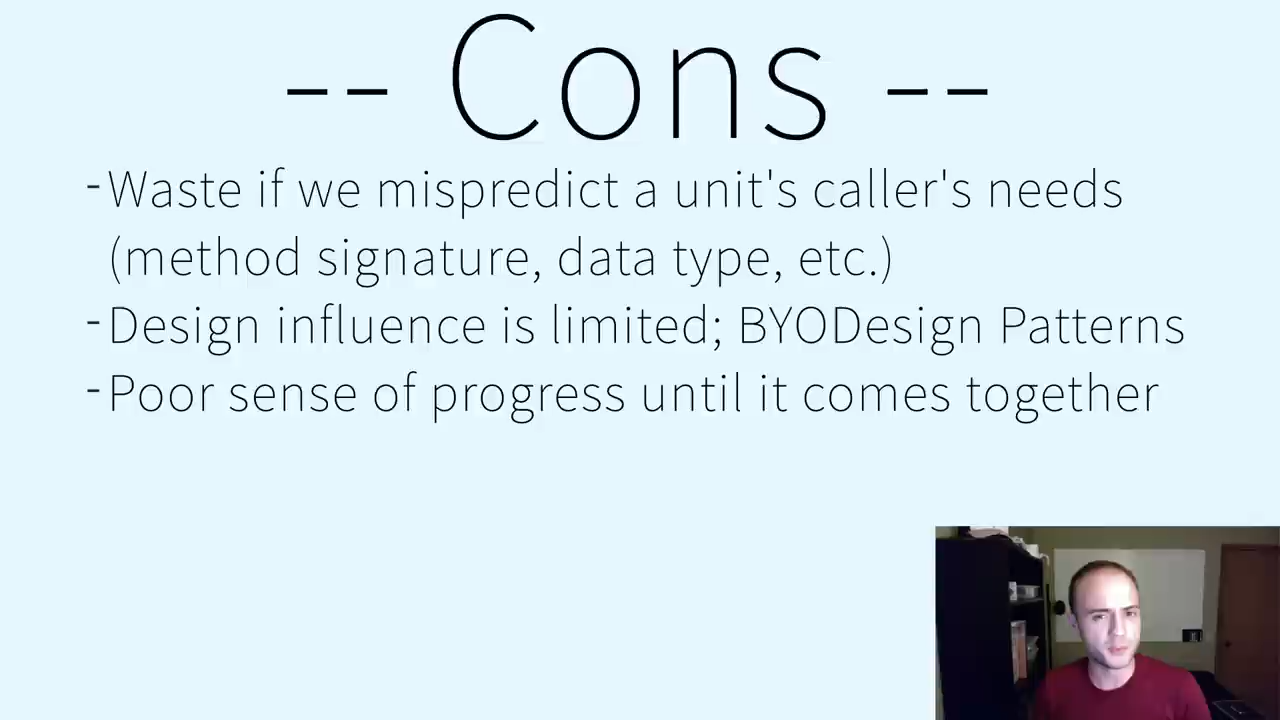 -- Cons --
- Waste if we mispredict a unit's caller's needs
(method signature, data type, etc.)
- Design influence is limited; BYODesign Patterns
- Poor sense of progress until it comes together